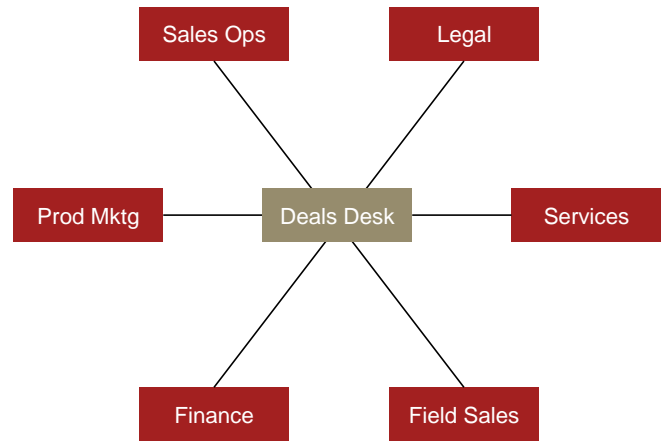 Sales Ops
Legal
Prod Mktg
Deals Desk
Services
Finance
Field Sales